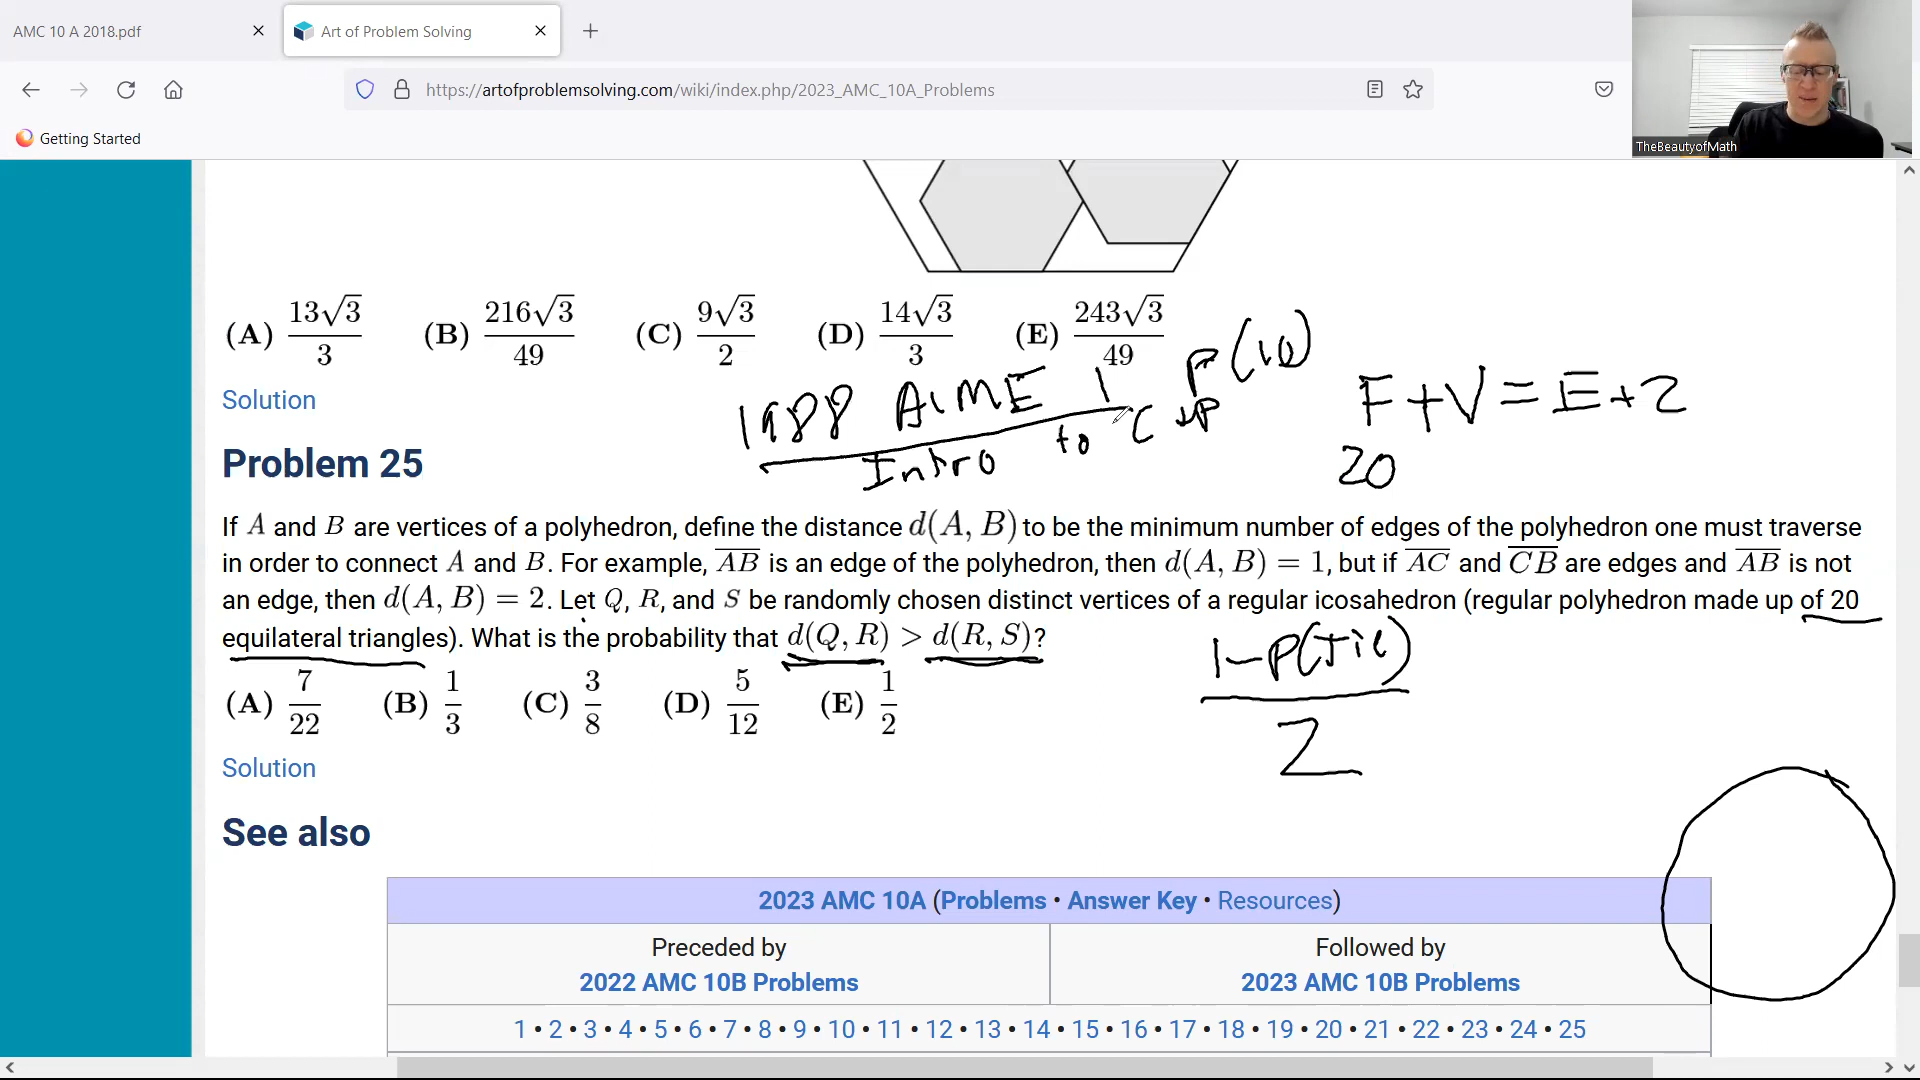 AMC 10 A 2018.pdf
Art of Problem Solving
https://artofproblemsolving.com/wiki/index.php/2023_AMC_10A_Problems
Getting Started
TheBeautyofMath
(A) 13√3/3 (B) 216√3/49 (C) 9√3/2 (D) 14√3/3 (E) 243√3/49
Solution
1988 AIME 1
P(10)
Intro to C + P
F + V = E + 2
20
Problem 25
If A and B are vertices of a polyhedron, define the distance d(A, B) to be the minimum number of edges of the polyhedron one must traverse
in order to connect A and B. For example, AB is an edge of the polyhedron, then d(A, B) = 1, but if AC and CB are edges and AB is not
an edge, then d(A, B) = 2. Let Q, R, and S be randomly chosen distinct vertices of a regular icosahedron (regular polyhedron made up of 20
equilateral triangles). What is the probability that d(Q, R) > d(R, S)?
1-P(tie)
2
(A) 7/22 (B) 1/3 (C) 3/8 (D) 5/12 (E) 1/2
Solution
See also
2023 AMC 10A (Problems • Answer Key • Resources)
Preceded by
2022 AMC 10B Problems
Followed by
2023 AMC 10B Problems
1 • 2 • 3 • 4 • 5 • 6 • 7 • 8 • 9 • 10 • 11 • 12 • 13 • 14 • 15 • 16 • 17 • 18 • 19 • 20 • 21 • 22 • 23 • 24 • 25